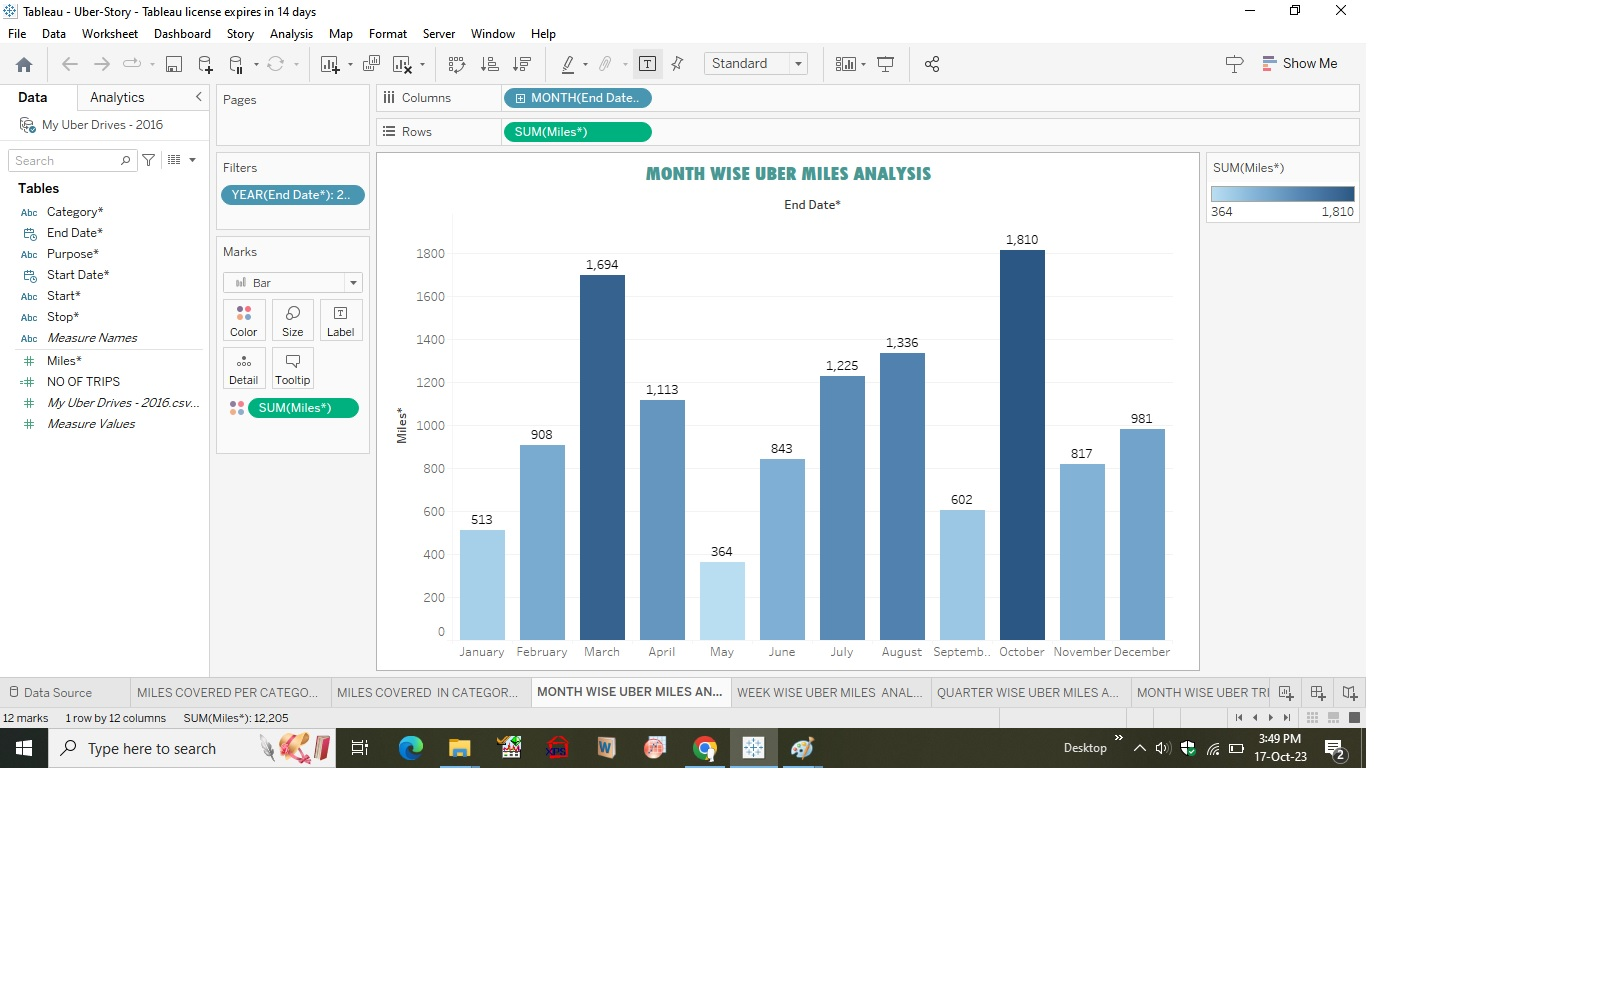 Tableau - Uber-Story - Tableau license expires in 14 days
File Data Worksheet Dashboard Story Analysis Map Format Server Window Help
Standard
Show Me
Data Analytics
My Uber Drives - 2016
Search
Tables
Abc Category*
End Date*
Abc Purpose*
Start Date*
Abc Start*
Abc Stop*
Abc Measure Names
# Miles*
=# NO OF TRIPS
# My Uber Drives - 2016.csv...
# Measure Values
Pages
Filters
YEAR(End Date*): 2..
Marks
Bar
Color Size Label
Detail Tooltip
SUM(Miles*)
Columns MONTH(End Date..
Rows SUM(Miles*)
MONTH WISE UBER MILES ANALYSIS
End Date*
Miles*
1800
1600
1400
1200
1000
800
600
400
200
0
513
908
1,694
1,113
364
843
1,225
1,336
602
1,810
817
981
January February March April May June July August Septemb.. October November December
SUM(Miles*)
364 1,810
Data Source MILES COVERED PER CATEGO... MILES COVERED IN CATEGOR... MONTH WISE UBER MILES AN... WEEK WISE UBER MILES ANAL... QUARTER WISE UBER MILES A... MONTH WISE UBER TRI
12 marks 1 row by 12 columns SUM(Miles*): 12,205
Type here to search
XPS
W
Desktop
3:49 PM
17-Oct-23
2